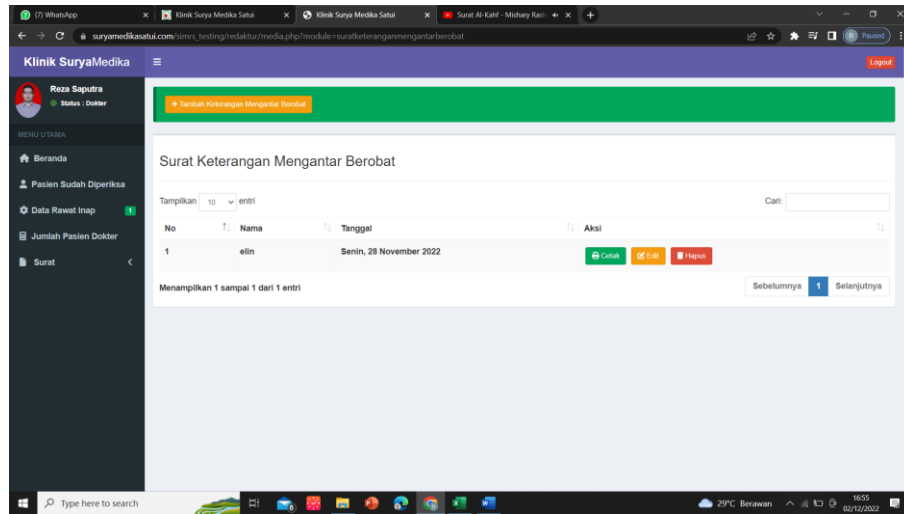 (7) WhatsApp
Klinik Surya Medika Satui
Klinik Surya Medika Satui
Surat Al-Kahf - Mishary Rash
suryamedikasatui.com/simrs_testing/redaktur/media.php?module=suratketeranganmengantarberobat
R Paused
Klinik SuryaMedika
Logout
Reza Saputra
Status : Dokter
+ Tambah Keterangan Mengantar Berobat
MENU UTAMA
Beranda
Pasien Sudah Diperiksa
Data Rawat Inap 1
Jumlah Pasien Dokter
Surat
Surat Keterangan Mengantar Berobat
Tampilkan 10 entri
Cari:
No Nama Tanggal Aksi
1 elin Senin, 28 November 2022 Cetak Edit Hapus
Menampilkan 1 sampai 1 dari 1 entri
Sebelumnya 1 Selanjutnya
Type here to search
29°C Berawan
16:55
02/12/2022